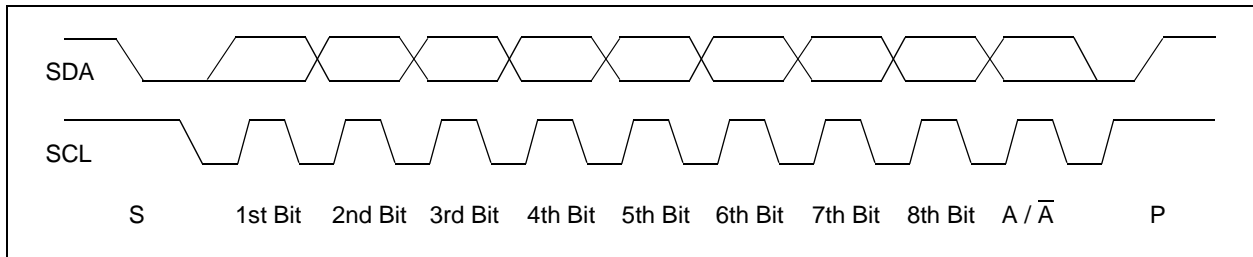 SDA
SCL
S 1st Bit 2nd Bit 3rd Bit 4th Bit 5th Bit 6th Bit 7th Bit 8th Bit A / A̅ P